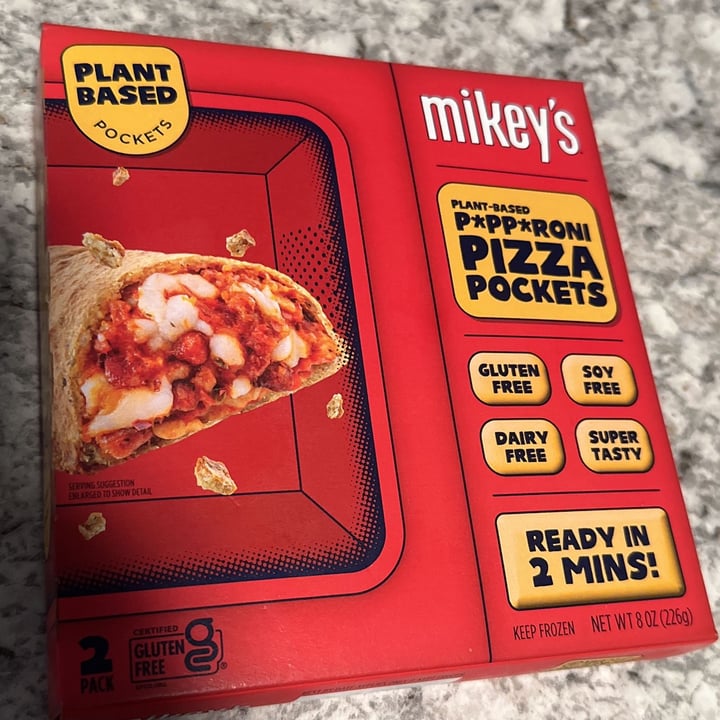 PLANT
BASED
POCKETS
mikey's
PLANT-BASED
P*PP*RONI
PIZZA
POCKETS
GLUTEN
FREE
SOY
FREE
DAIRY
FREE
SUPER
TASTY
READY IN
2 MINS!
SERVING SUGGESTION
ENLARGED TO SHOW DETAIL
2
PACK
CERTIFIED
GLUTEN
FREE
KEEP FROZEN NET WT 8 OZ (226g)